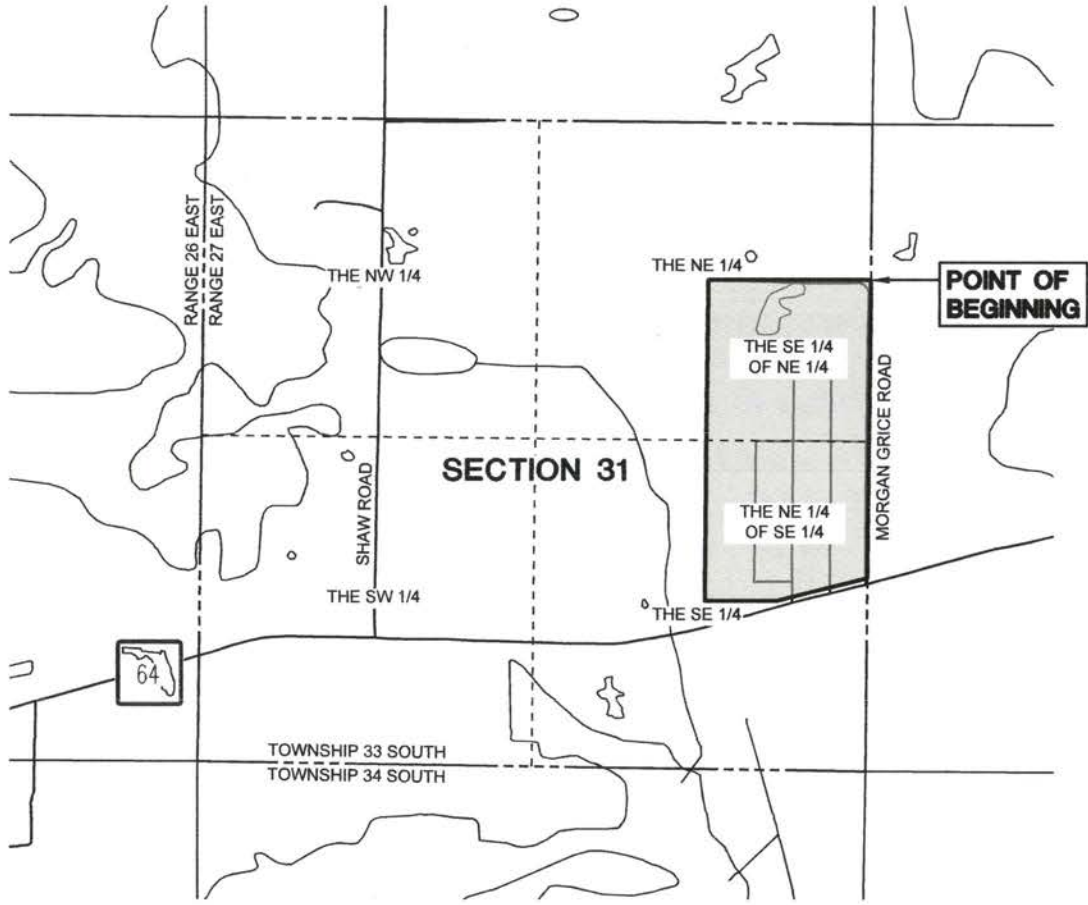 RANGE 26 EAST
RANGE 27 EAST
THE NW 1/4
THE NE 1/4
POINT OF
BEGINNING
THE SE 1/4
OF NE 1/4
MORGAN GRICE ROAD
SECTION 31
SHAW ROAD
THE NE 1/4
OF SE 1/4
THE SW 1/4
THE SE 1/4
64
TOWNSHIP 33 SOUTH
TOWNSHIP 34 SOUTH